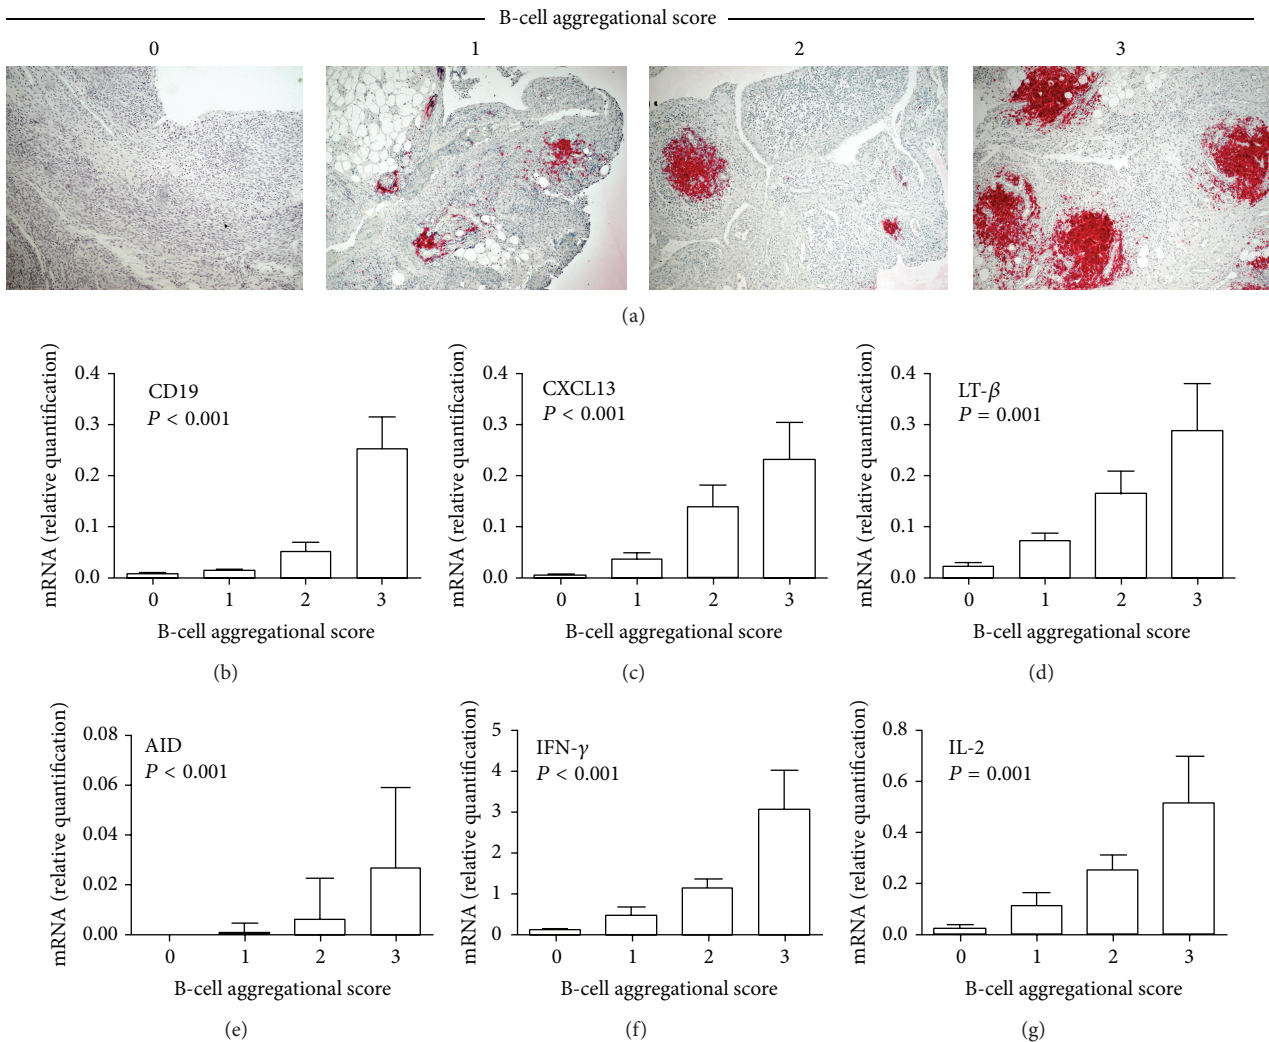 B-cell aggregational score
0 1 2 3
(a)
mRNA (relative quantification)
0.4
0.3
0.2
0.1
0.0
CD19
P < 0.001
0 1 2 3
B-cell aggregational score
(b)
mRNA (relative quantification)
0.4
0.3
0.2
0.1
0.0
CXCL13
P < 0.001
0 1 2 3
B-cell aggregational score
(c)
mRNA (relative quantification)
0.4
0.3
0.2
0.1
0.0
LT-β
P = 0.001
0 1 2 3
B-cell aggregational score
(d)
mRNA (relative quantification)
0.08
0.06
0.04
0.02
0.00
AID
P < 0.001
0 1 2 3
B-cell aggregational score
(e)
mRNA (relative quantification)
5
4
3
2
1
0
IFN-γ
P < 0.001
0 1 2 3
B-cell aggregational score
(f)
mRNA (relative quantification)
0.8
0.6
0.4
0.2
0.0
IL-2
P = 0.001
0 1 2 3
B-cell aggregational score
(g)